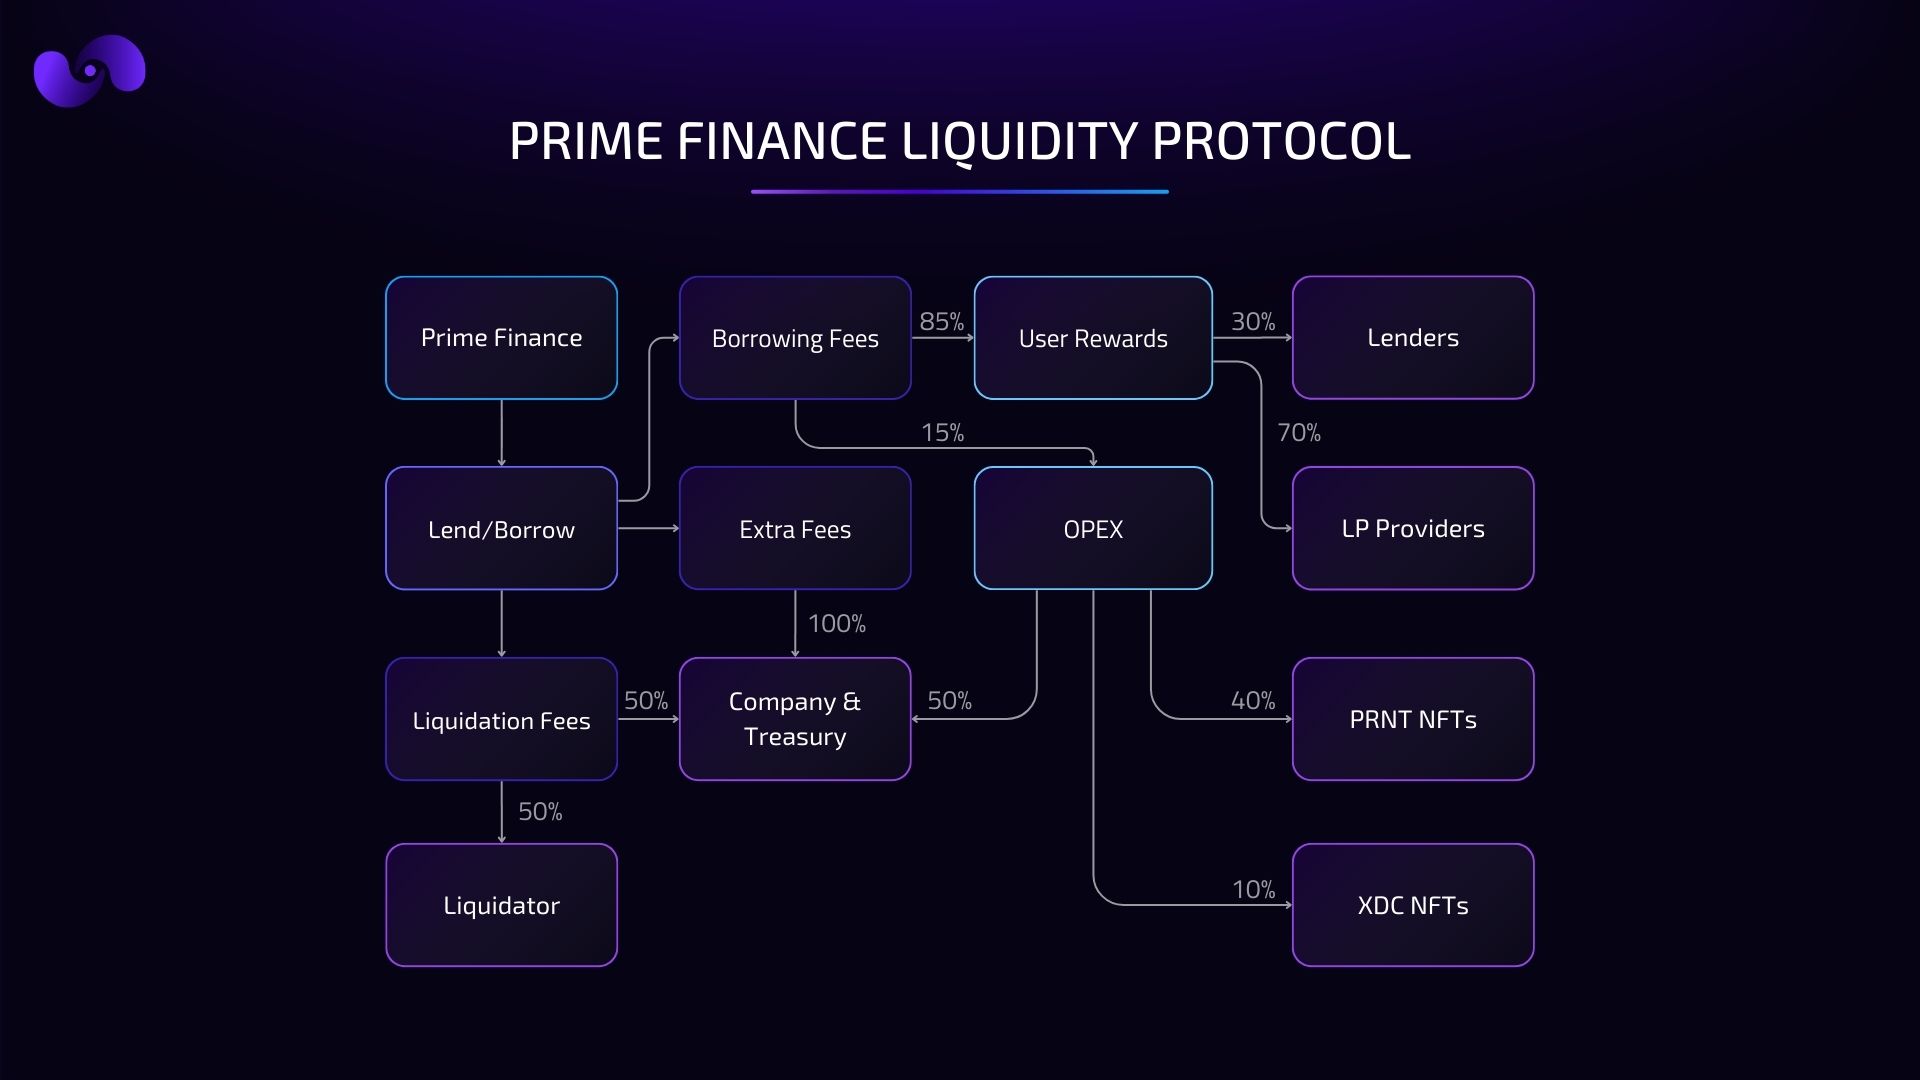 PRIME FINANCE LIQUIDITY PROTOCOL
Prime Finance
Borrowing Fees
85%
User Rewards
30%
Lenders
15%
70%
Lend/Borrow
Extra Fees
OPEX
LP Providers
100%
Liquidation Fees
50%
Company &
Treasury
50%
40%
PRNT NFTs
50%
Liquidator
10%
XDC NFTs